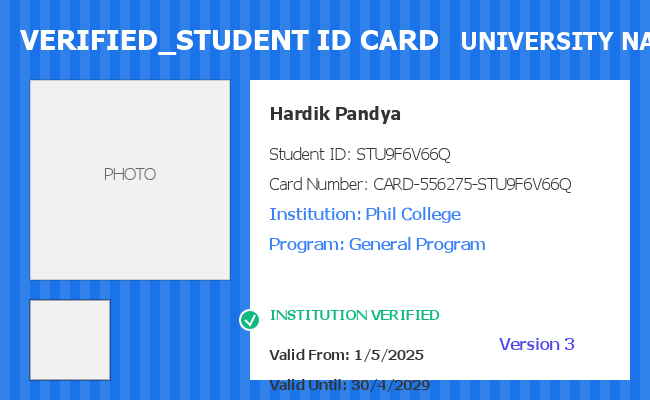 VERIFIED_STUDENT ID CARD UNIVERSITY NA
PHOTO
Hardik Pandya
Student ID: STU9F6V66Q
Card Number: CARD-556275-STU9F6V66Q
Institution: Phil College
Program: General Program
INSTITUTION VERIFIED
Version 3
Valid From: 1/5/2025
Valid Until: 30/4/2029